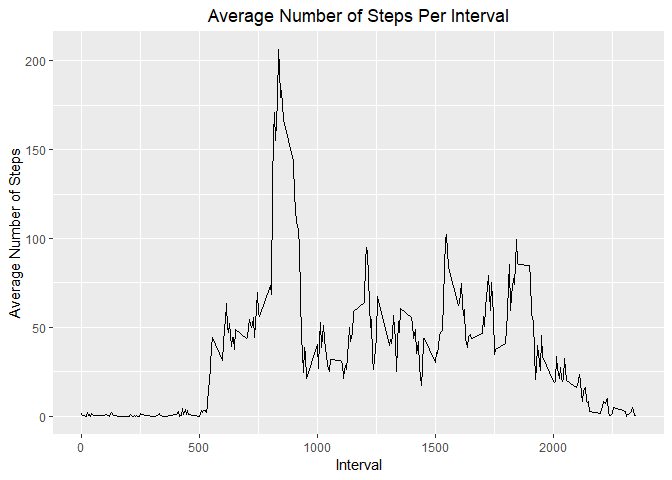 Average Number of Steps Per Interval
Average Number of Steps
200
150
100
50
0
0 500 1000 1500 2000
Interval